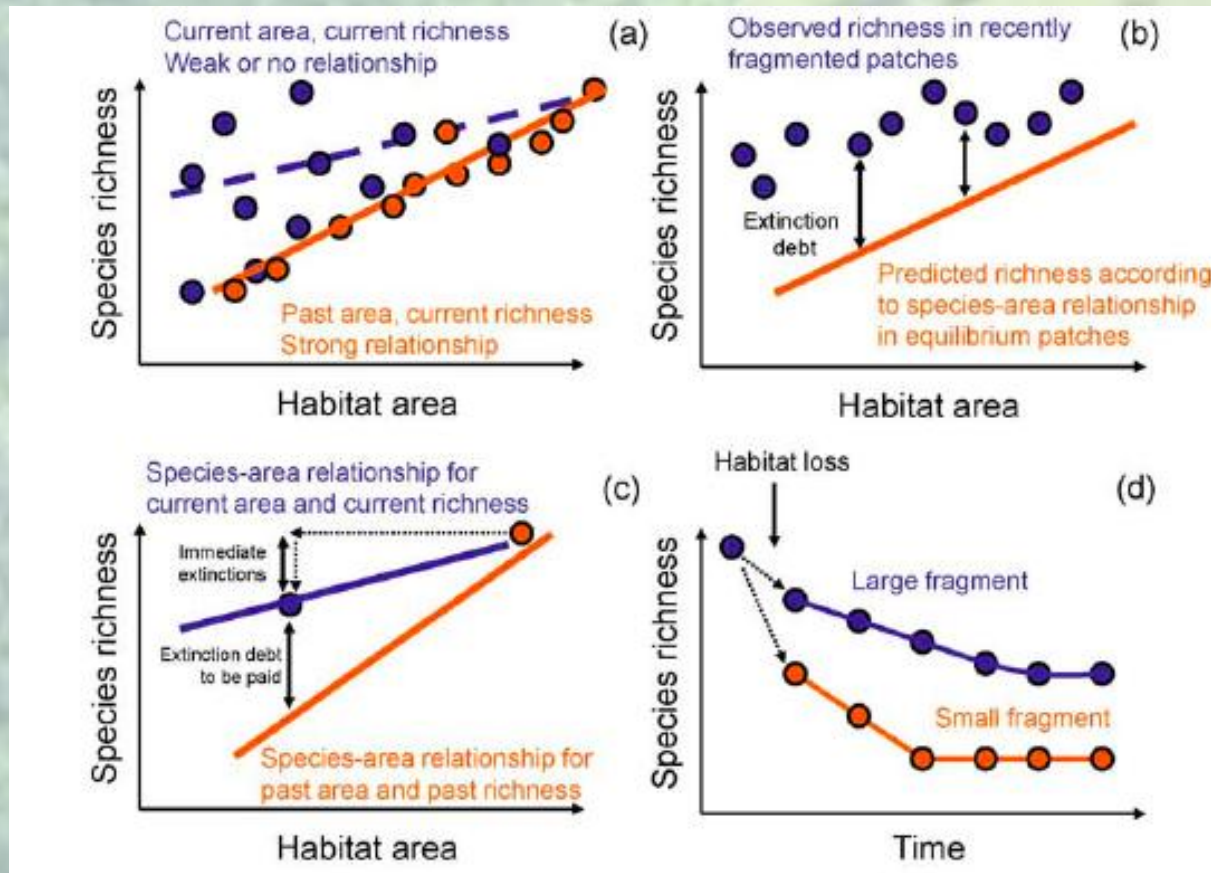 Current area, current richness
Weak or no relationship
(a)
Species richness
Past area, current richness
Strong relationship
Habitat area
Observed richness in recently
fragmented patches
(b)
Species richness
Extinction
debt
Predicted richness according
to species-area relationship
in equilibrium patches
Habitat area
Species-area relationship for
current area and current richness
(c)
Species richness
Immediate
extinctions
Extinction debt
to be paid
Species-area relationship for
past area and past richness
Habitat area
Habitat loss
(d)
Species richness
Large fragment
Small fragment
Time